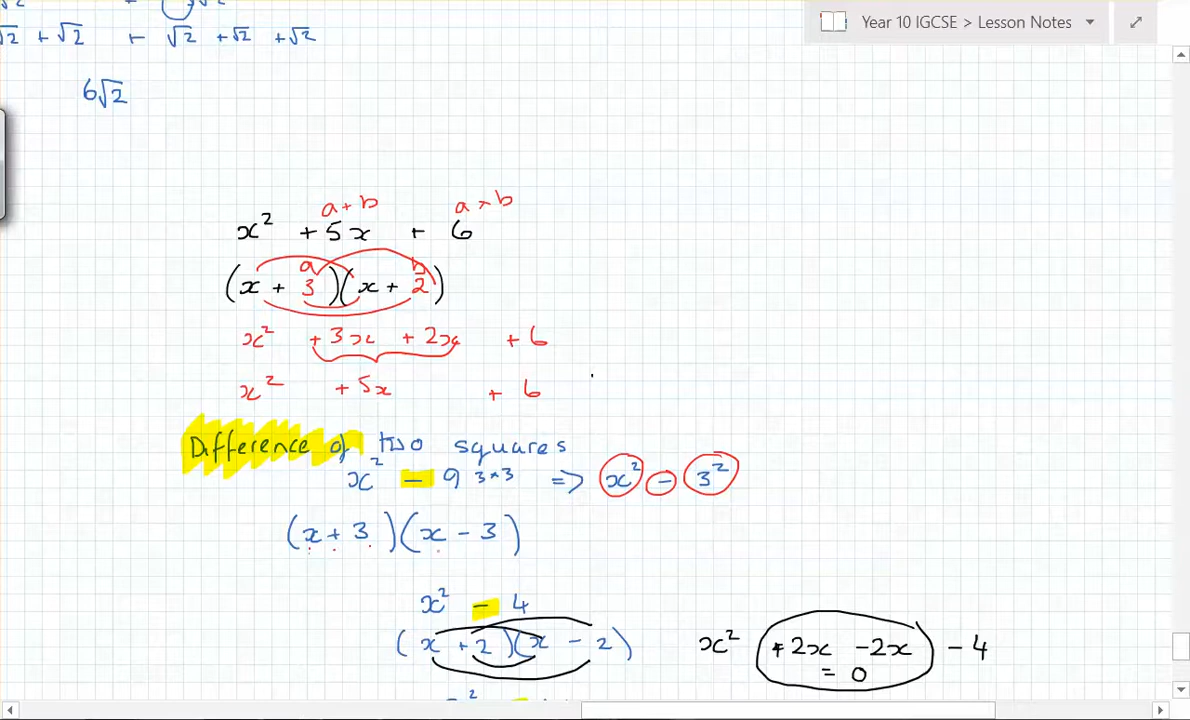 Year 10 IGCSE > Lesson Notes
√2 + √2 + √2 + √2 + √2
6√2
a + b a × b
x² + 5x + 6
a b
(x + 3)(x + 2)
x² + 3x + 2x + 6
x² + 5x + 6
Difference of two squares
x² − 9 3×3 => x² − 3²
(x + 3)(x − 3)
x² − 4
(x + 2)(x − 2) x² + 2x − 2x − 4
= 0